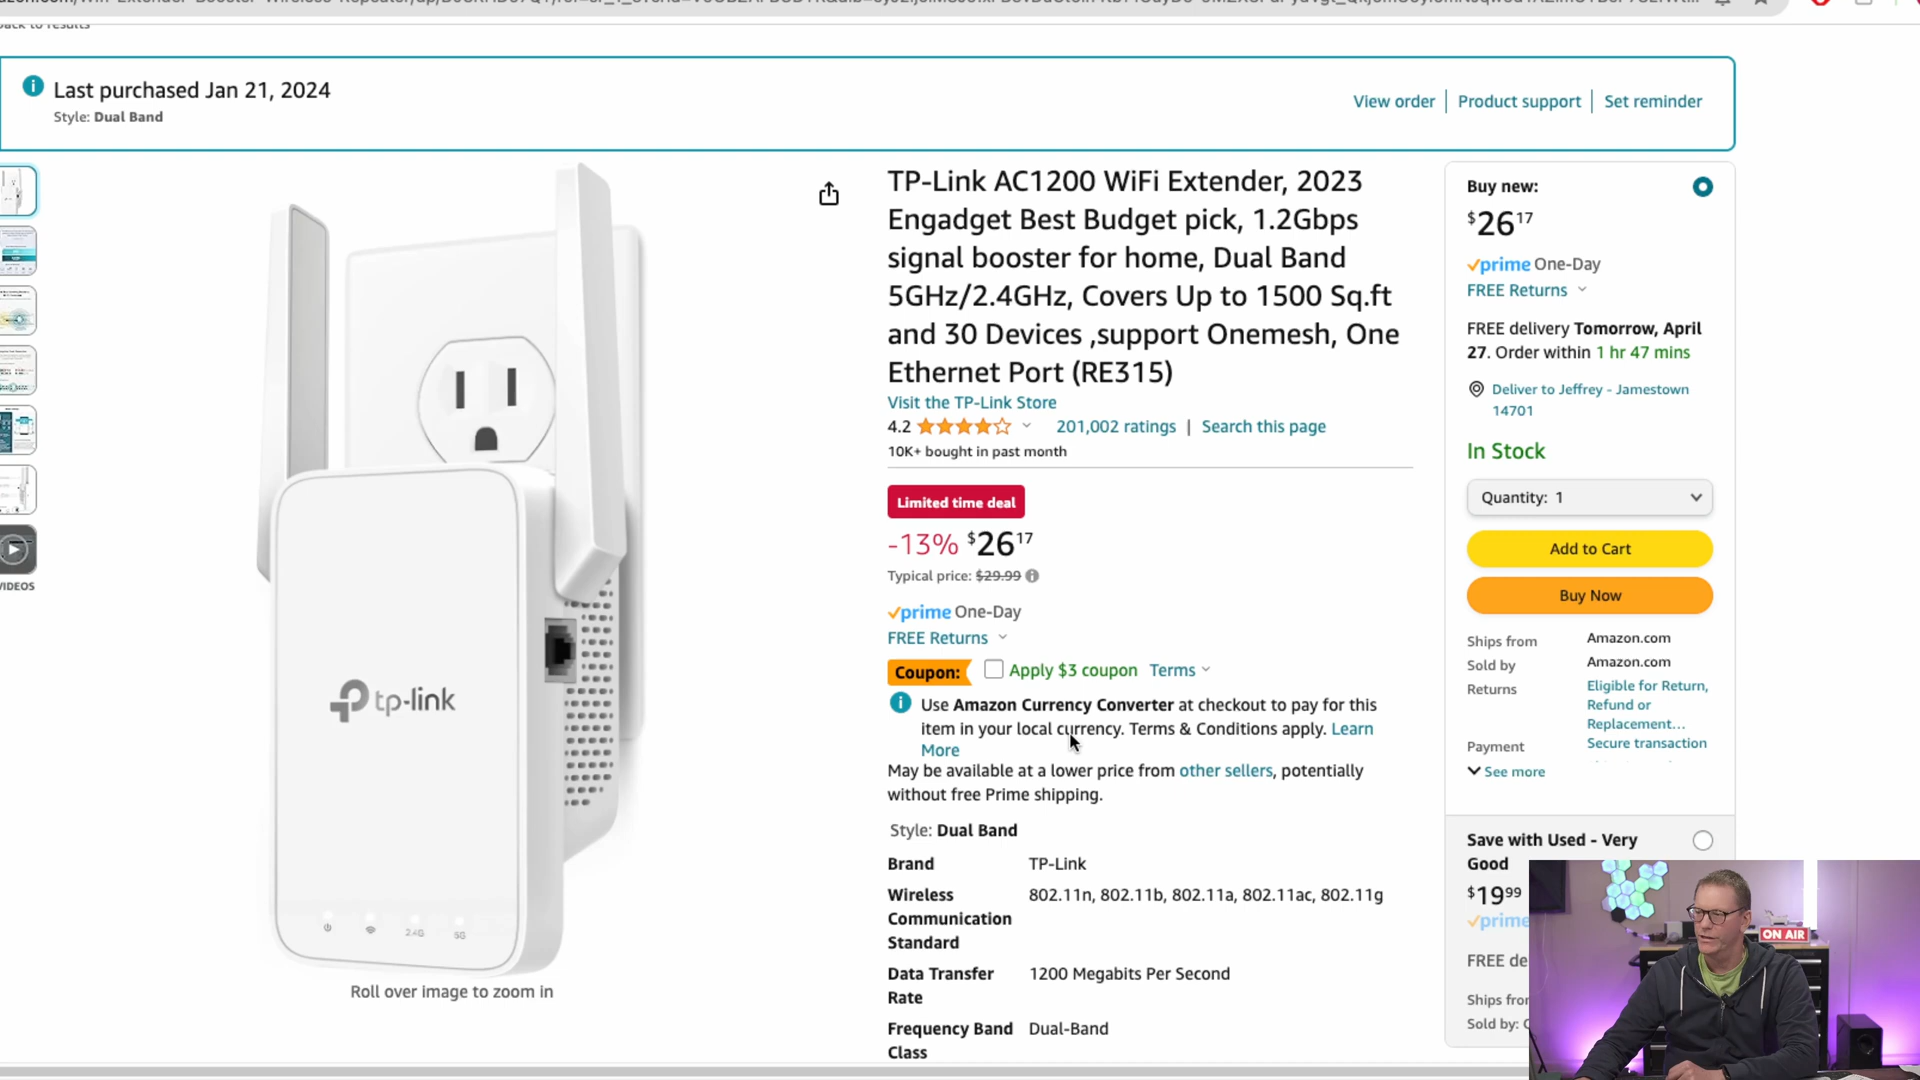 Last purchased Jan 21, 2024
Style: Dual Band
View order
Product support
Set reminder
VIDEOS
tp-link
2.4G
5G
Roll over image to zoom in
TP-Link AC1200 WiFi Extender, 2023
Engadget Best Budget pick, 1.2Gbps
signal booster for home, Dual Band
5GHz/2.4GHz, Covers Up to 1500 Sq.ft
and 30 Devices ,support Onemesh, One
Ethernet Port (RE315)
Visit the TP-Link Store
4.2
201,002 ratings | Search this page
10K+ bought in past month
Limited time deal
-13% $26 17
Typical price: $29.99
prime One-Day
FREE Returns
Coupon: Apply $3 coupon Terms
Use Amazon Currency Converter at checkout to pay for this
item in your local currency. Terms & Conditions apply. Learn
More
May be available at a lower price from other sellers, potentially
without free Prime shipping.
Style: Dual Band
Brand TP-Link
Wireless 802.11n, 802.11b, 802.11a, 802.11ac, 802.11g
Communication
Standard
Data Transfer 1200 Megabits Per Second
Rate
Frequency Band Dual-Band
Class
Buy new:
$26 17
prime One-Day
FREE Returns
FREE delivery Tomorrow, April
27. Order within 1 hr 47 mins
Deliver to Jeffrey - Jamestown
14701
In Stock
Quantity: 1
Add to Cart
Buy Now
Ships from Amazon.com
Sold by Amazon.com
Returns Eligible for Return,
Refund or
Replacement...
Payment Secure transaction
See more
Save with Used - Very
Good
$19 99
prime
FREE de
Ships fro
Sold by:
ON AIR